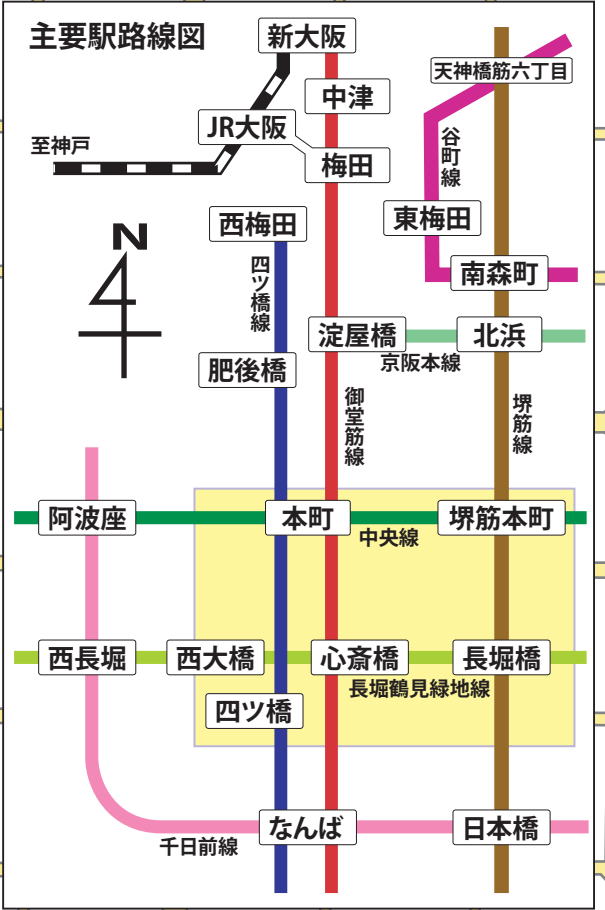 主要駅路線図
新大阪
天神橋筋六丁目
中津
JR大阪
至神戸
谷町線
梅田
西梅田
東梅田
N
南森町
四ツ橋線
淀屋橋
北浜
京阪本線
肥後橋
御堂筋線
堺筋線
阿波座
本町
堺筋本町
中央線
西長堀
西大橋
心斎橋
長堀橋
長堀鶴見緑地線
四ツ橋
なんば
日本橋
千日前線